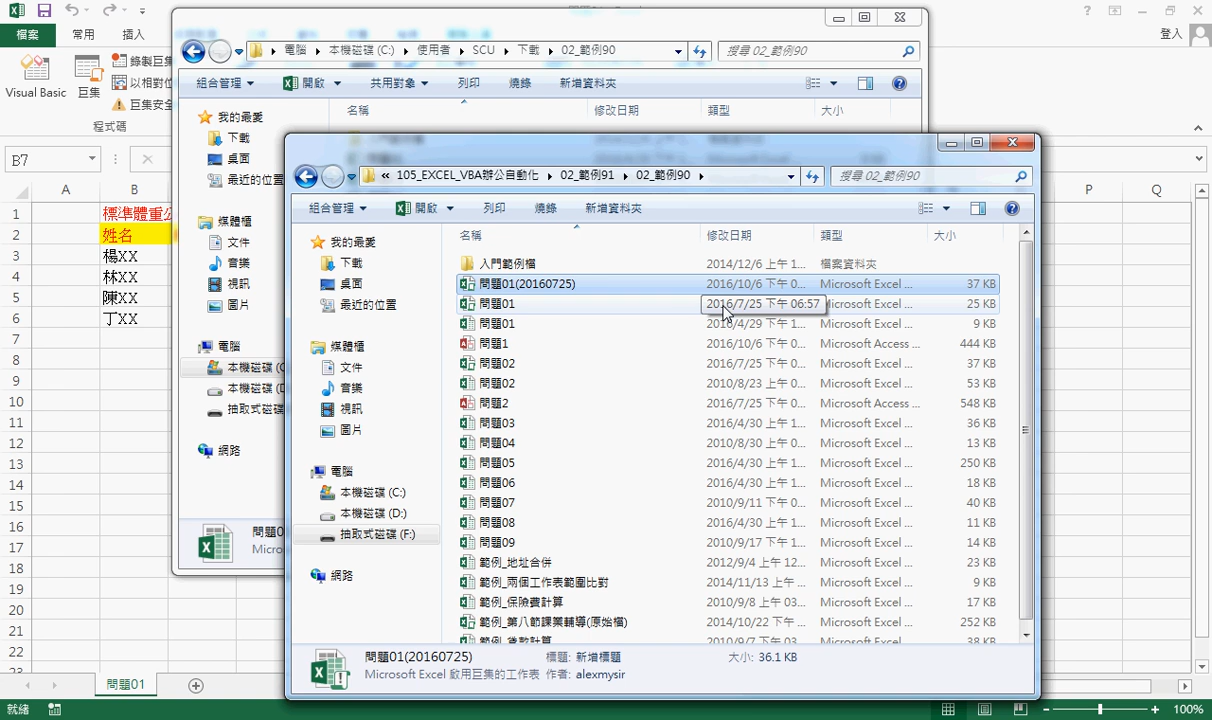 檔案
常用
插入
登入
Visual Basic
巨集
錄製巨集
以相對位
巨集安全
程式碼
B7
A
B
P
Q
1
標準體重公
2
姓名
3
楊XX
4
林XX
5
陳XX
6
丁XX
7
8
9
10
11
12
13
14
15
16
17
18
19
20
21
22
23
問題01
就緒
100%
電腦
本機磁碟 (C:)
使用者
SCU
下載
02_範例90
搜尋 02_範例90
組合管理
開啟
共用對象
列印
燒錄
新增資料夾
名稱
修改日期
類型
大小
我的最愛
下載
桌面
最近的位置
媒體櫃
文件
音樂
視訊
圖片
電腦
本機磁碟 (C
本機磁碟 (D
抽取式磁碟
網路
問題0
Micros
« 105_EXCEL_VBA辦公自動化
02_範例91
02_範例90
搜尋 02_範例90
組合管理
開啟
列印
燒錄
新增資料夾
名稱
修改日期
類型
大小
我的最愛
下載
桌面
最近的位置
媒體櫃
文件
音樂
視訊
圖片
電腦
本機磁碟 (C:)
本機磁碟 (D:)
抽取式磁碟 (F:)
網路
入門範例檔 2014/12/6 上午 1... 檔案資料夾
問題01(20160725) 2016/10/6 下午 0... Microsoft Excel ... 37 KB
問題01 2016/7/25 下午 06:57 Microsoft Excel ... 25 KB
問題01 2016/4/29 上午 1... Microsoft Excel ... 9 KB
問題1 2016/10/6 下午 0... Microsoft Access ... 444 KB
問題02 2016/7/25 下午 0... Microsoft Excel ... 37 KB
問題02 2010/8/23 上午 0... Microsoft Excel ... 53 KB
問題2 2016/7/25 下午 0... Microsoft Access ... 548 KB
問題03 2016/4/30 上午 1... Microsoft Excel ... 36 KB
問題04 2010/8/30 上午 0... Microsoft Excel ... 13 KB
問題05 2016/4/30 上午 1... Microsoft Excel ... 250 KB
問題06 2016/4/30 上午 1... Microsoft Excel ... 18 KB
問題07 2010/9/11 下午 0... Microsoft Excel ... 40 KB
問題08 2016/4/30 上午 1... Microsoft Excel ... 11 KB
問題09 2010/9/17 上午 1... Microsoft Excel ... 14 KB
範例_地址合併 2012/9/4 上午 12... Microsoft Excel ... 23 KB
範例_兩個工作表範圍比對 2014/11/13 上午 ... Microsoft Excel ... 9 KB
範例_保險費計算 2010/9/8 上午 03... Microsoft Excel ... 17 KB
範例_第八節課業輔導(原始檔) 2014/10/22 下午 ... Microsoft Excel ... 252 KB
範例_貸款計算 2010/9/7 下午 03... Microsoft Excel ... 38 KB
問題01(20160725)
標題: 新增標題
大小: 36.1 KB
Microsoft Excel 啟用巨集的工作表
作者: alexmysir